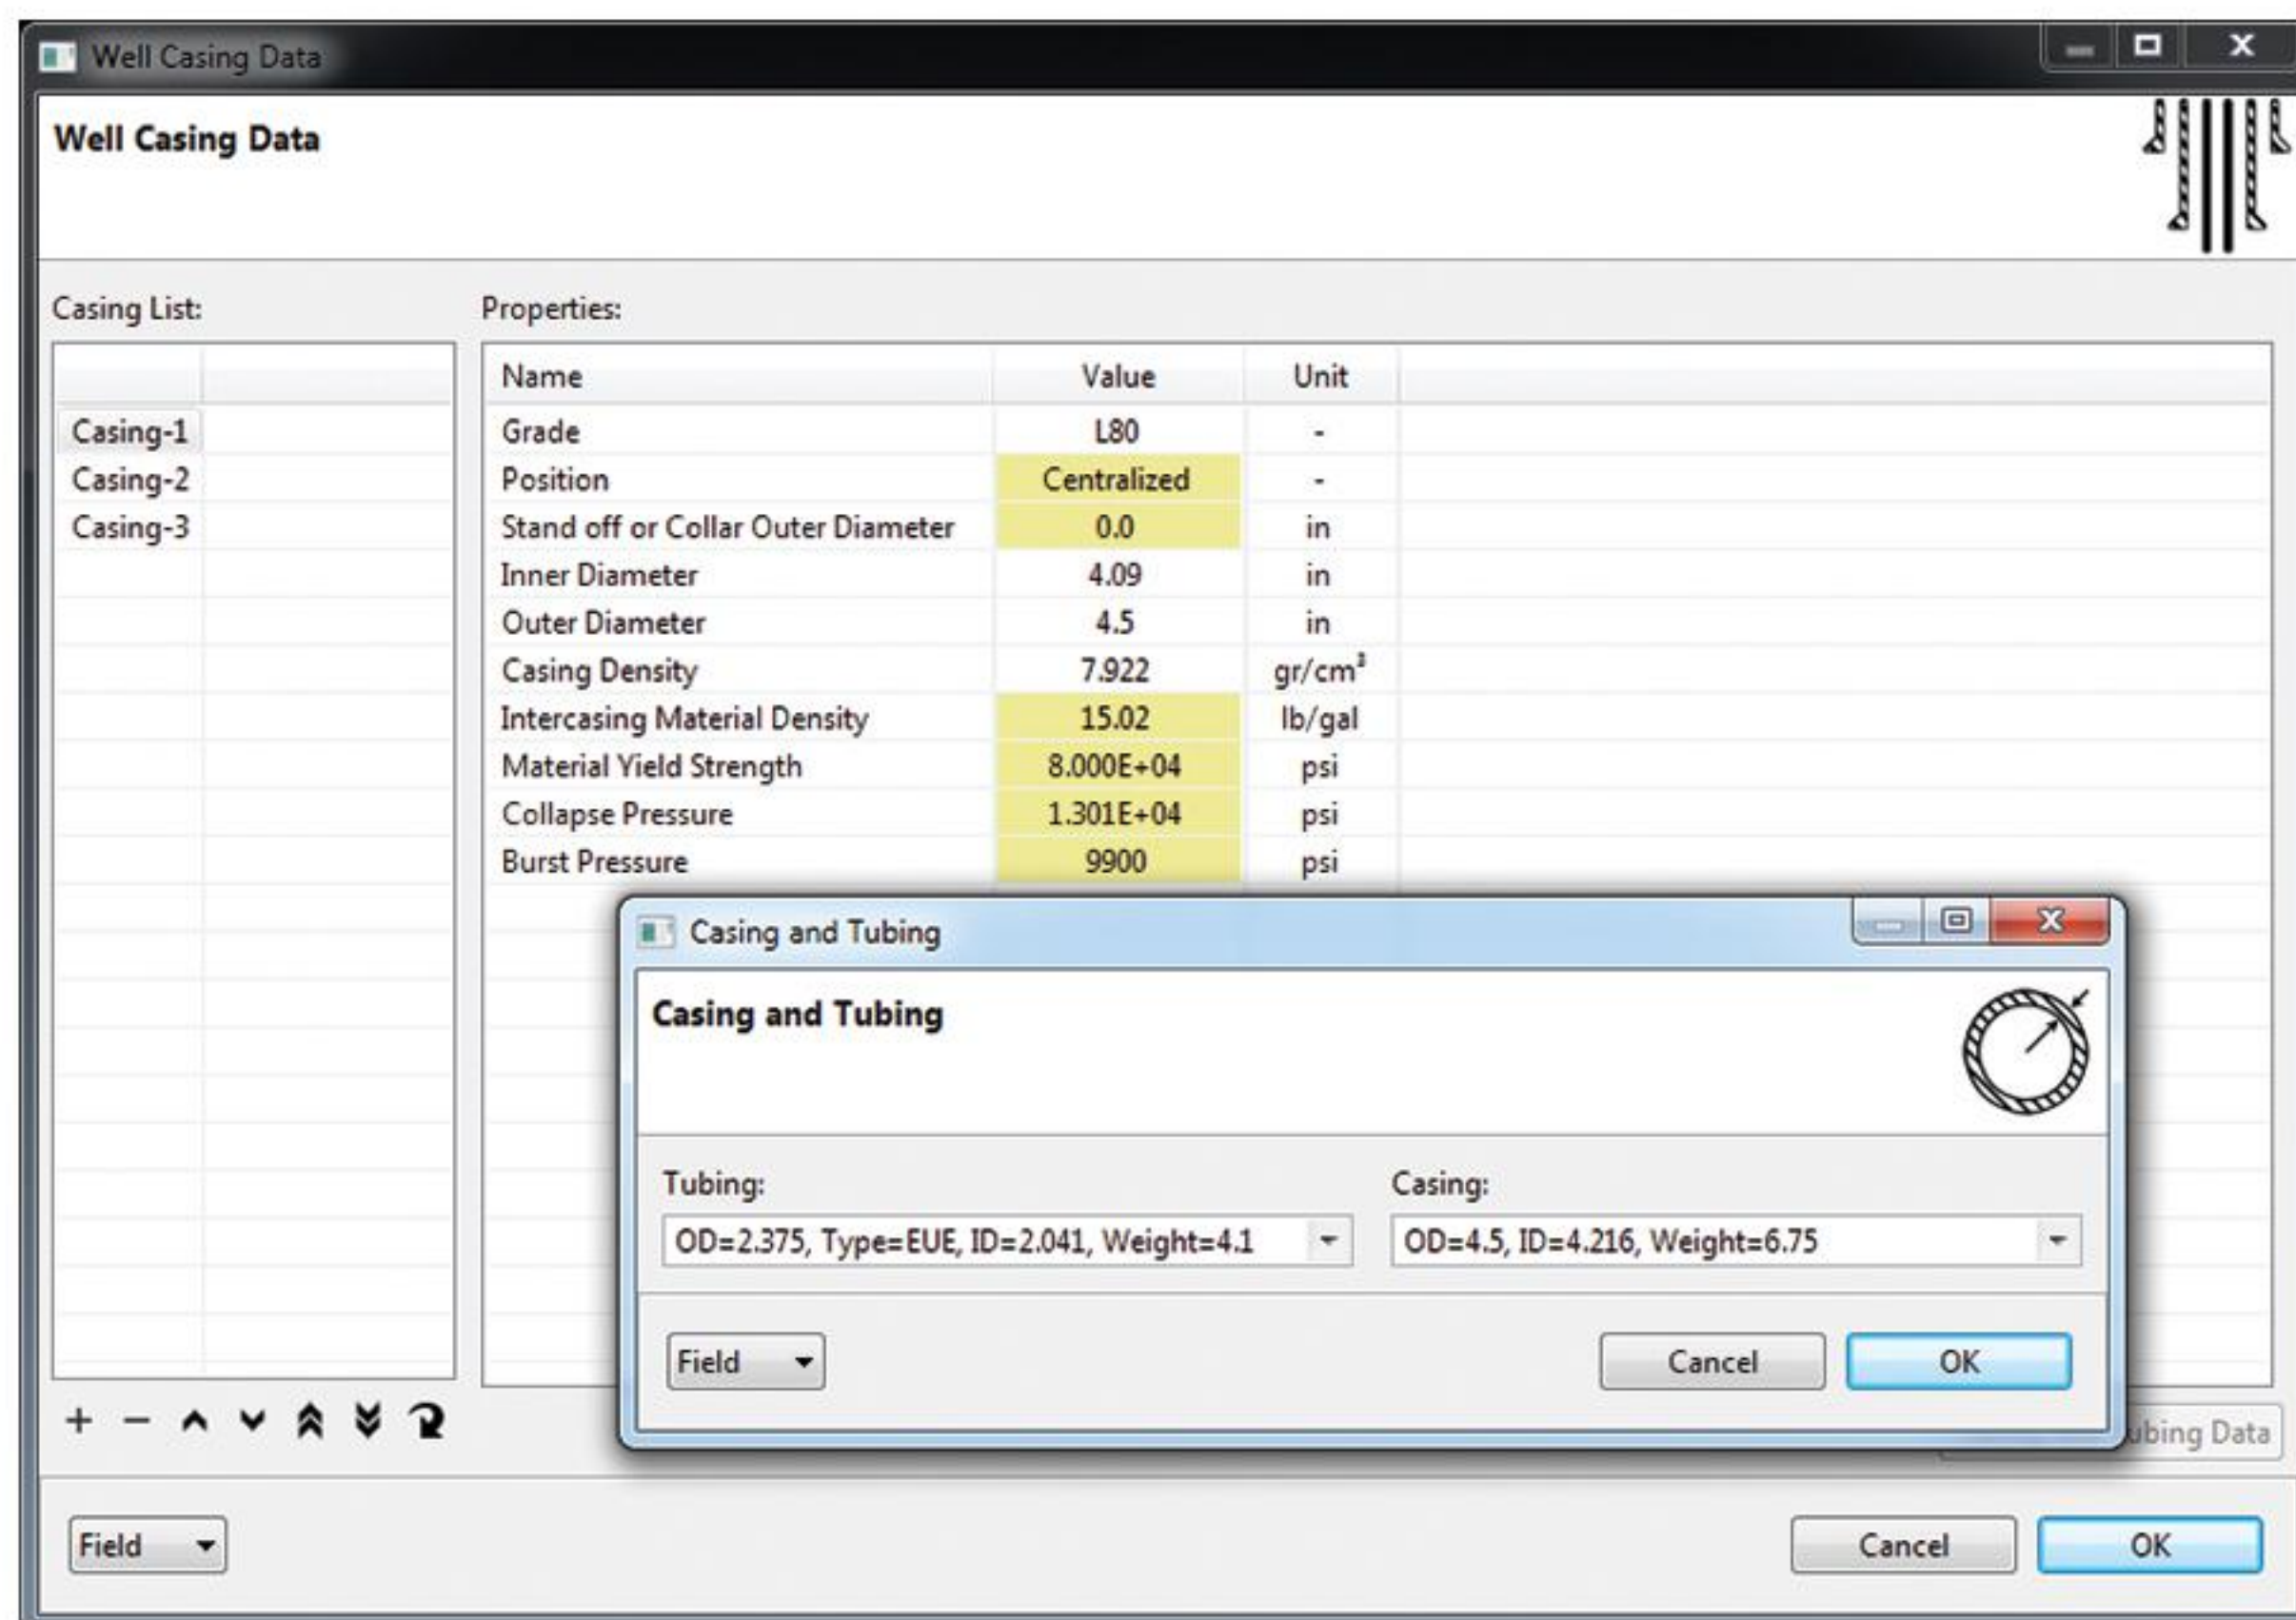 Well Casing Data
Well Casing Data
Casing List:
Properties:
Name Value Unit
Casing-1
Casing-2
Casing-3
Grade L80 -
Position Centralized -
Stand off or Collar Outer Diameter 0.0 in
Inner Diameter 4.09 in
Outer Diameter 4.5 in
Casing Density 7.922 gr/cm³
Intercasing Material Density 15.02 lb/gal
Material Yield Strength 8.000E+04 psi
Collapse Pressure 1.301E+04 psi
Burst Pressure 9900 psi
Casing and Tubing
Casing and Tubing
Tubing:
Casing:
OD=2.375, Type=EUE, ID=2.041, Weight=4.1
OD=4.5, ID=4.216, Weight=6.75
Field
Cancel
OK
ubing Data
Field
Cancel
OK